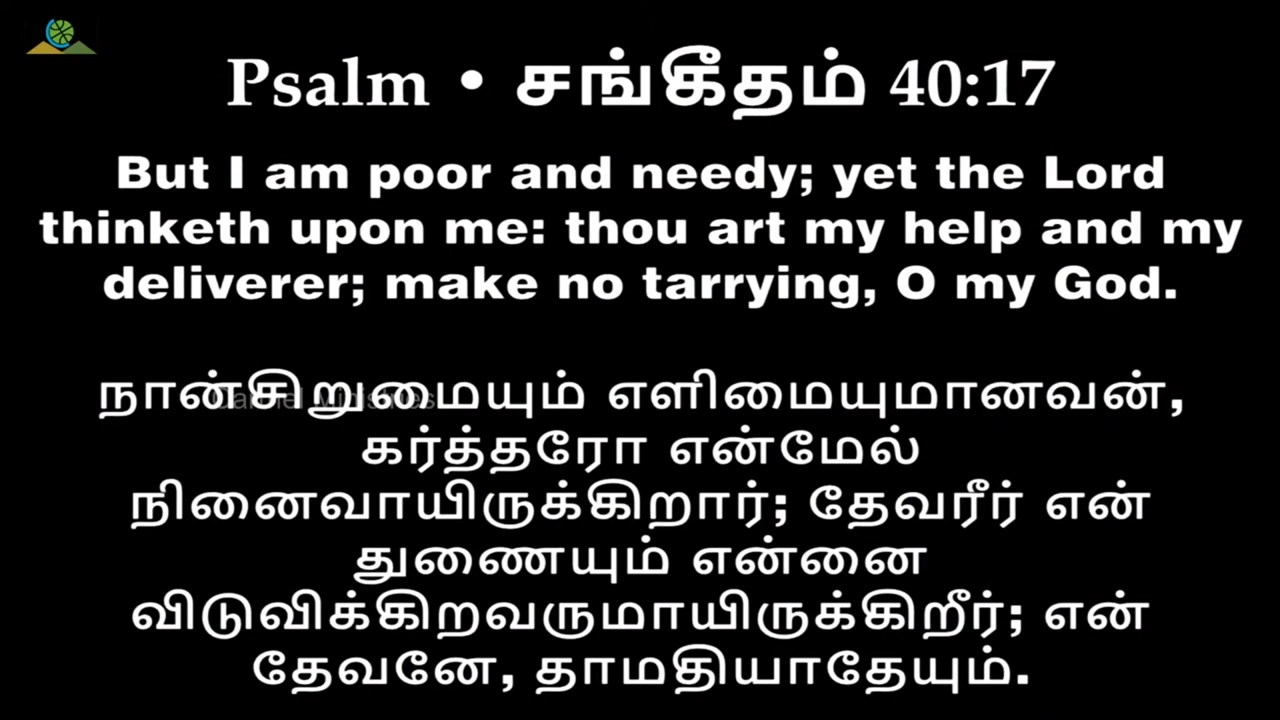 Psalm • சங்கீதம் 40:17
But I am poor and needy; yet the Lord
thinketh upon me: thou art my help and my
deliverer; make no tarrying, O my God.
நான்சிறுமையும் எளிமையுமானவன்,
கர்த்தரோ என்மேல்
நினைவாயிருக்கிறார்; தேவரீர் என்
துணையும் என்னை
விடுவிக்கிறவருமாயிருக்கிறீர்; என்
தேவனே, தாமதியாதேயும்.